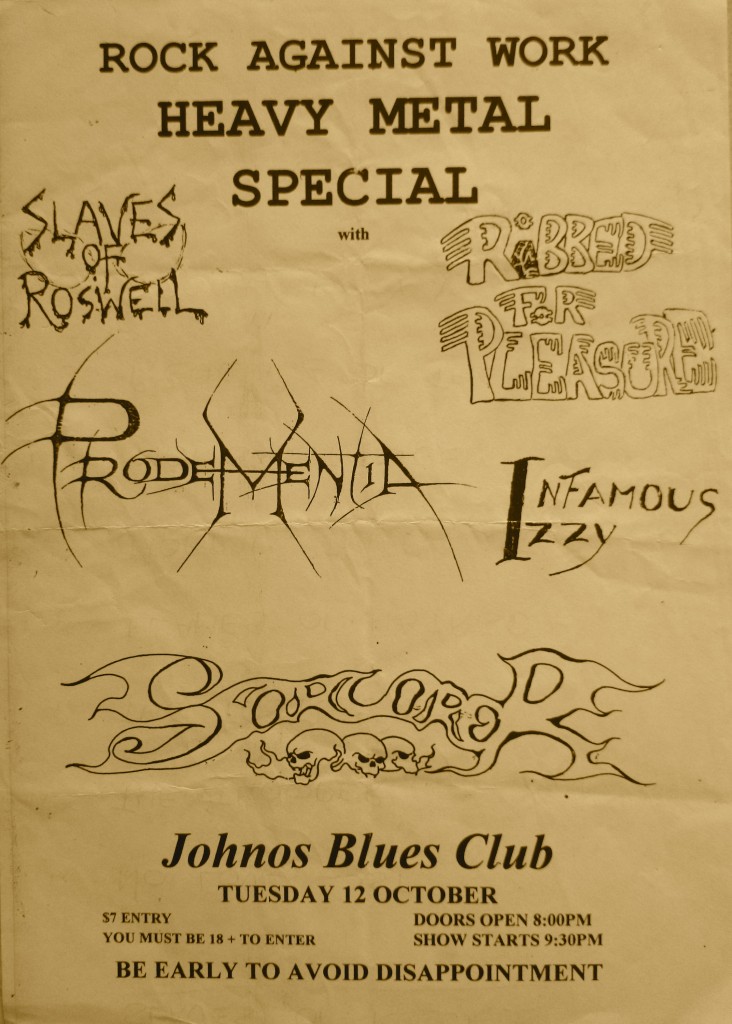 ROCK AGAINST WORK
HEAVY METAL
SPECIAL
with
SLAVES
OF
ROSWELL
RIBBED
FOR
PLEASURE
PRODEMENTIA
INFAMOUS
IZZY
Johnos Blues Club
TUESDAY 12 OCTOBER
$7 ENTRY
DOORS OPEN 8:00PM
YOU MUST BE 18 + TO ENTER
SHOW STARTS 9:30PM
BE EARLY TO AVOID DISAPPOINTMENT